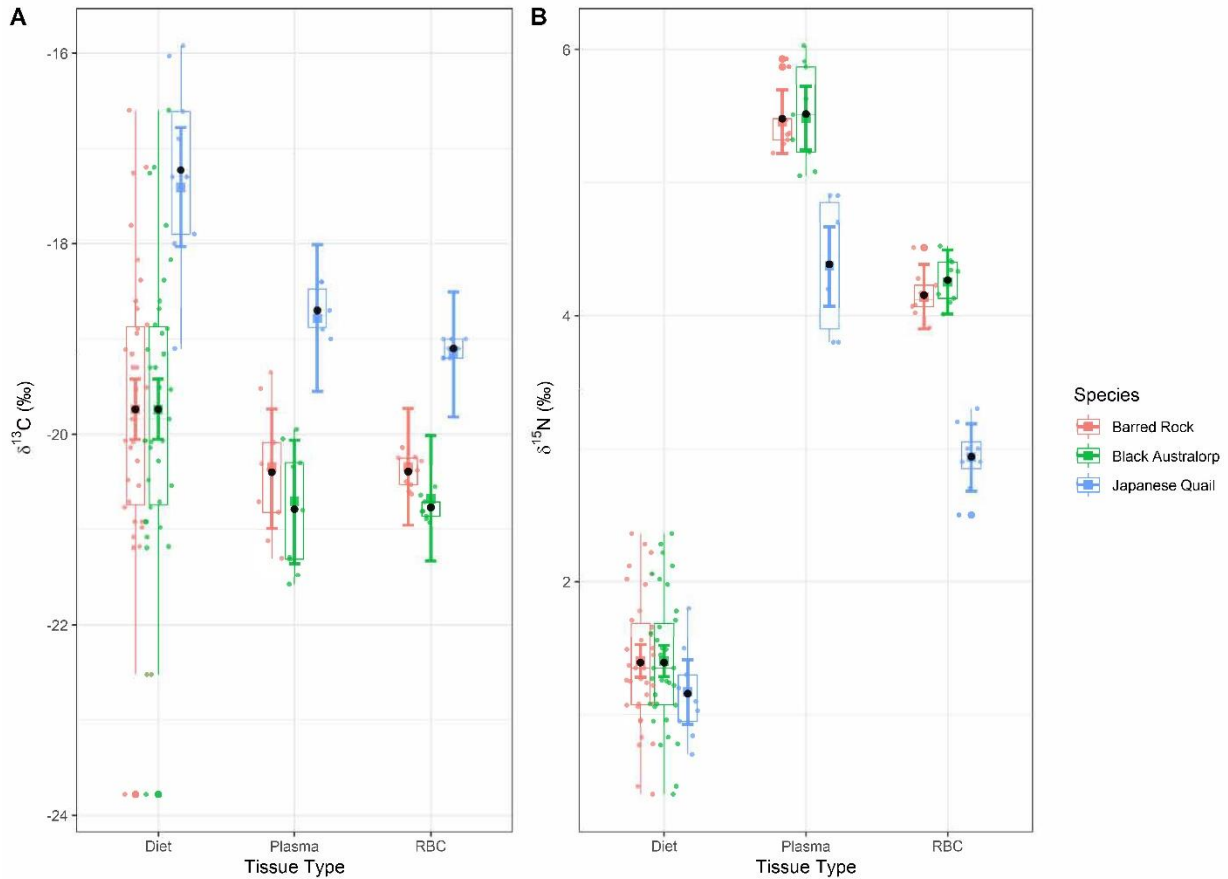 A
δ13C (‰)
-16
-18
-20
-22
-24
Diet
Plasma
RBC
Tissue Type
B
δ15N (‰)
6
4
2
Diet
Plasma
RBC
Tissue Type
Species
Barred Rock
Black Australorp
Japanese Quail